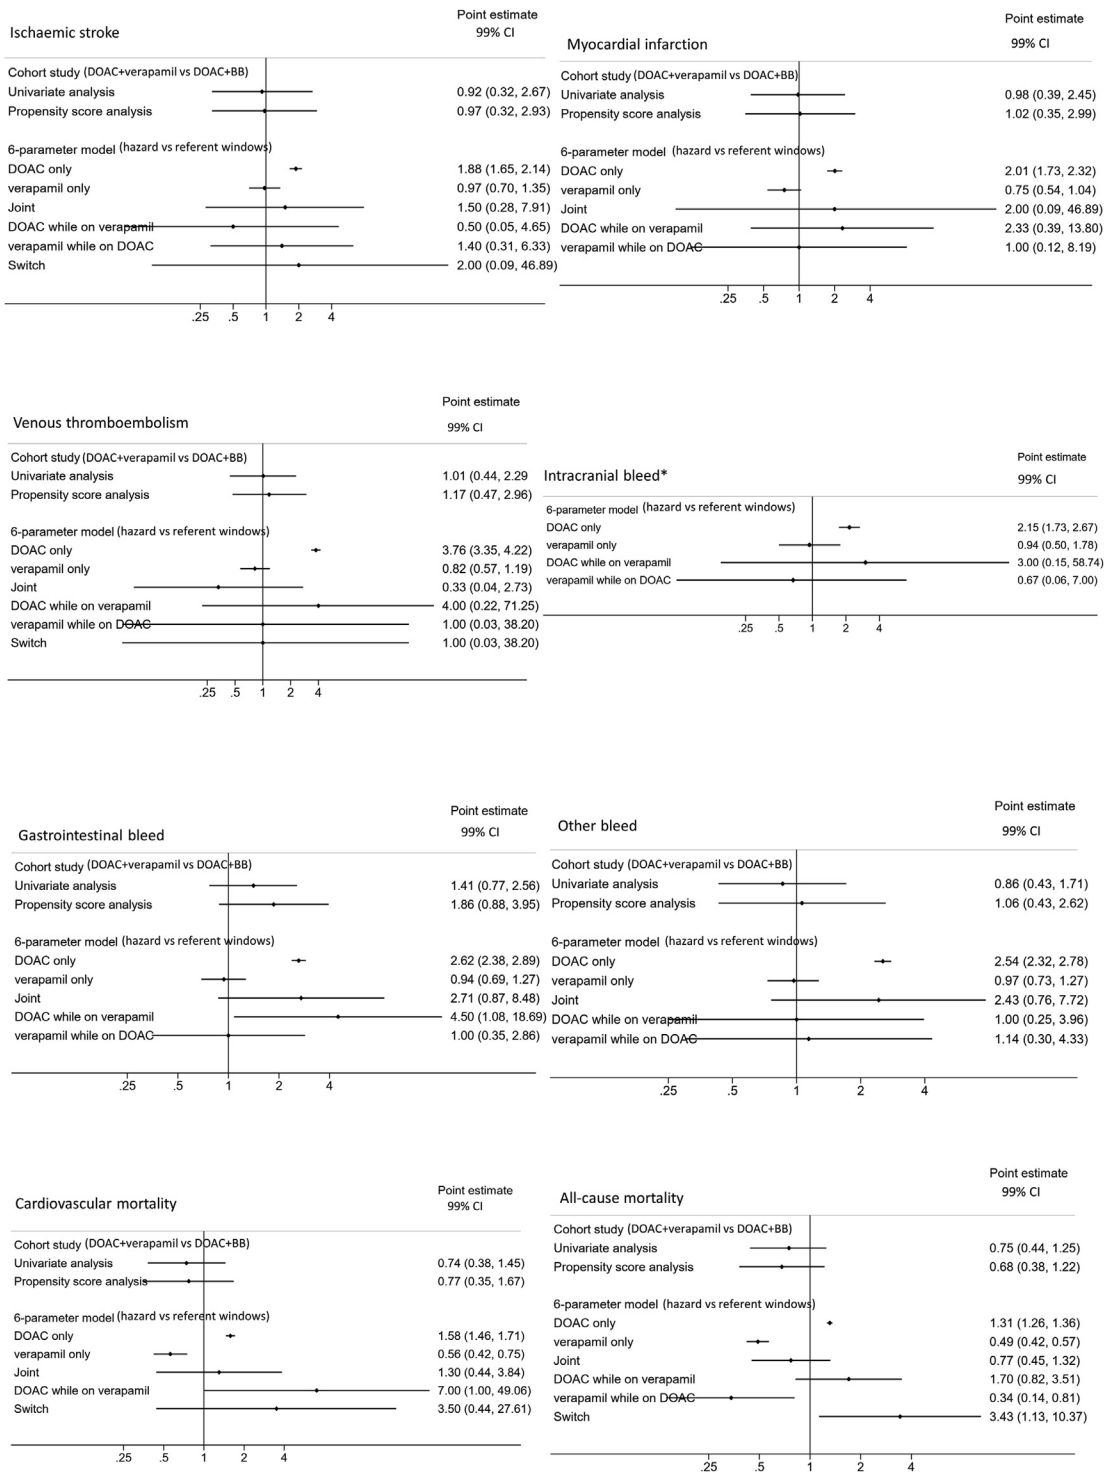 Ischaemic stroke
Point estimate
99% CI
Cohort study (DOAC+verapamil vs DOAC+BB)
Univariate analysis 0.92 (0.32, 2.67)
Propensity score analysis 0.97 (0.32, 2.93)
6-parameter model (hazard vs referent windows)
DOAC only 1.88 (1.65, 2.14)
verapamil only 0.97 (0.70, 1.35)
Joint 1.50 (0.28, 7.91)
DOAC while on verapamil 0.50 (0.05, 4.65)
verapamil while on DOAC 1.40 (0.31, 6.33)
Switch 2.00 (0.09, 46.89)
.25 .5 1 2 4
Myocardial infarction
Point estimate
99% CI
Cohort study (DOAC+verapamil vs DOAC+BB)
Univariate analysis 0.98 (0.39, 2.45)
Propensity score analysis 1.02 (0.35, 2.99)
6-parameter model (hazard vs referent windows)
DOAC only 2.01 (1.73, 2.32)
verapamil only 0.75 (0.54, 1.04)
Joint 2.00 (0.09, 46.89)
DOAC while on verapamil 2.33 (0.39, 13.80)
verapamil while on DOAC 1.00 (0.12, 8.19)
.25 .5 1 2 4
Venous thromboembolism
Point estimate
99% CI
Cohort study (DOAC+verapamil vs DOAC+BB)
Univariate analysis 1.01 (0.44, 2.29
Propensity score analysis 1.17 (0.47, 2.96)
6-parameter model (hazard vs referent windows)
DOAC only 3.76 (3.35, 4.22)
verapamil only 0.82 (0.57, 1.19)
Joint 0.33 (0.04, 2.73)
DOAC while on verapamil 4.00 (0.22, 71.25)
verapamil while on DOAC 1.00 (0.03, 38.20)
Switch 1.00 (0.03, 38.20)
.25 .5 1 2 4
Intracranial bleed*
Point estimate
99% CI
6-parameter model (hazard vs referent windows)
DOAC only 2.15 (1.73, 2.67)
verapamil only 0.94 (0.50, 1.78)
DOAC while on verapamil 3.00 (0.15, 58.74)
verapamil while on DOAC 0.67 (0.06, 7.00)
.25 .5 1 2 4
Gastrointestinal bleed
Point estimate
99% CI
Cohort study (DOAC+verapamil vs DOAC+BB)
Univariate analysis 1.41 (0.77, 2.56)
Propensity score analysis 1.86 (0.88, 3.95)
6-parameter model (hazard vs referent windows)
DOAC only 2.62 (2.38, 2.89)
verapamil only 0.94 (0.69, 1.27)
Joint 2.71 (0.87, 8.48)
DOAC while on verapamil 4.50 (1.08, 18.69)
verapamil while on DOAC 1.00 (0.35, 2.86)
.25 .5 1 2 4
Other bleed
Point estimate
99% CI
Cohort study (DOAC+verapamil vs DOAC+BB)
Univariate analysis 0.86 (0.43, 1.71)
Propensity score analysis 1.06 (0.43, 2.62)
6-parameter model (hazard vs referent windows)
DOAC only 2.54 (2.32, 2.78)
verapamil only 0.97 (0.73, 1.27)
Joint 2.43 (0.76, 7.72)
DOAC while on verapamil 1.00 (0.25, 3.96)
verapamil while on DOAC 1.14 (0.30, 4.33)
.25 .5 1 2 4
Cardiovascular mortality
Point estimate
99% CI
Cohort study (DOAC+verapamil vs DOAC+BB)
Univariate analysis 0.74 (0.38, 1.45)
Propensity score analysis 0.77 (0.35, 1.67)
6-parameter model (hazard vs referent windows)
DOAC only 1.58 (1.46, 1.71)
verapamil only 0.56 (0.42, 0.75)
Joint 1.30 (0.44, 3.84)
DOAC while on verapamil 7.00 (1.00, 49.06)
Switch 3.50 (0.44, 27.61)
.25 .5 1 2 4
All-cause mortality
Point estimate
99% CI
Cohort study (DOAC+verapamil vs DOAC+BB)
Univariate analysis 0.75 (0.44, 1.25)
Propensity score analysis 0.68 (0.38, 1.22)
6-parameter model (hazard vs referent windows)
DOAC only 1.31 (1.26, 1.36)
verapamil only 0.49 (0.42, 0.57)
Joint 0.77 (0.45, 1.32)
DOAC while on verapamil 1.70 (0.82, 3.51)
verapamil while on DOAC 0.34 (0.14, 0.81)
Switch 3.43 (1.13, 10.37)
.25 .5 1 2 4